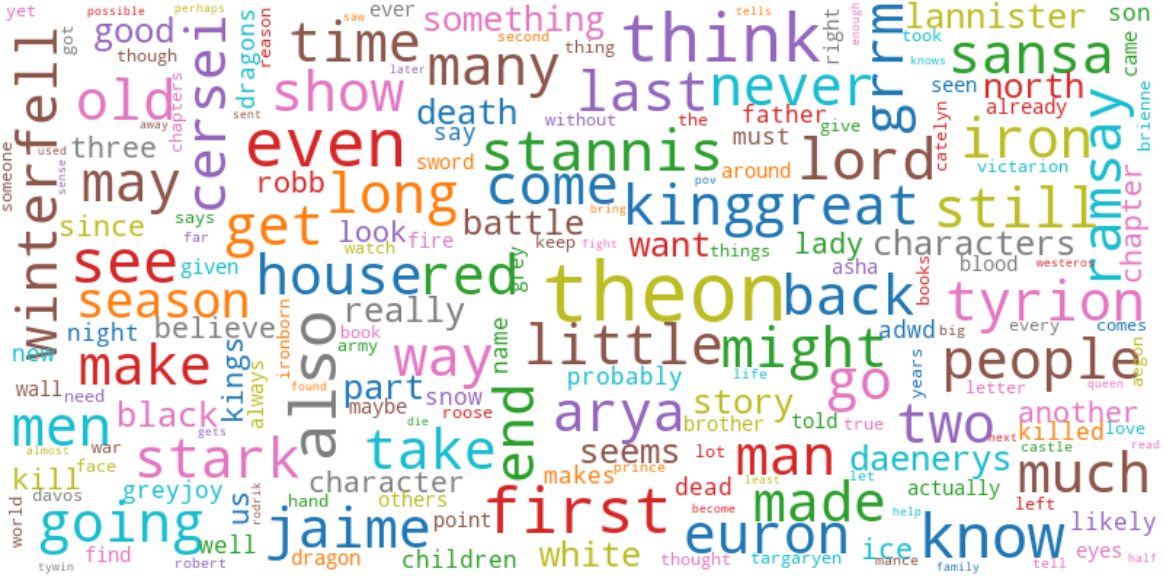 yet
possible
perhaps
ever
saw
something
tells
enough
lannister
son
got
good
cersei
dragons
reason
time
second
thing
think
right
grrm
took
sansa
came
though
later
many
knows
winterfell
old
chapters
show
last
never
seen
north
already
ramsay
brienne
away
sent
death
without
the
father
give
catelyn
iron
someone
used
three
sense
even
say
stannis
must
lord
victarion
may
robb
sword
long
come
pov
around
king
great
still
chapter
since
says
far
get
look
watch
fire
battle
bring
keep
fight
want
things
lady
characters
see
given
house
red
grey
theon
asha
back
books
blood
westeros
tyrion
season
night
believe
really
ironborn
also
book
army
name
little
might
adwd
big
every
comes
new
make
kings
always
way
people
aegon
wall
need
found
part
snow
probably
life
go
years
letter
queen
men
black
gets
maybe
roose
die
end
arya
story
brother
told
true
two
another
killed
love
next
castle
read
almost
war
stark
take
seems
lot
man
daenerys
much
kill
face
davos
greyjoy
us
rodrik
character
hand
others
makes
prince
dead
least
become
made
let
actually
help
left
world
going
well
jaime
point
first
euron
know
likely
find
tywin
robert
dragon
children
white
thought
targaryen
ice
mance
family
tell
eyes
half